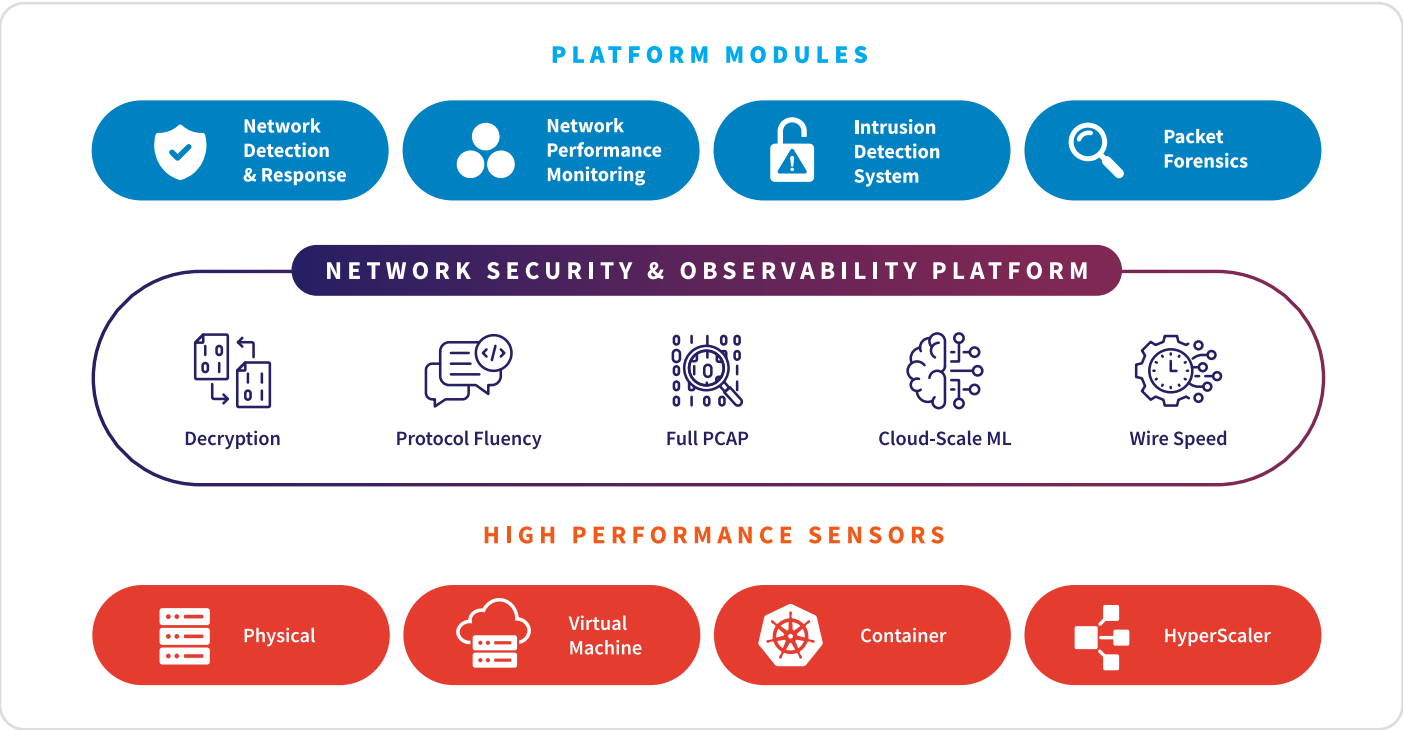 PLATFORM MODULES
Network
Detection
& Response
Network
Performance
Monitoring
Intrusion
Detection
System
Packet
Forensics
NETWORK SECURITY & OBSERVABILITY PLATFORM
Decryption
Protocol Fluency
Full PCAP
Cloud-Scale ML
Wire Speed
HIGH PERFORMANCE SENSORS
Physical
Virtual
Machine
Container
HyperScaler